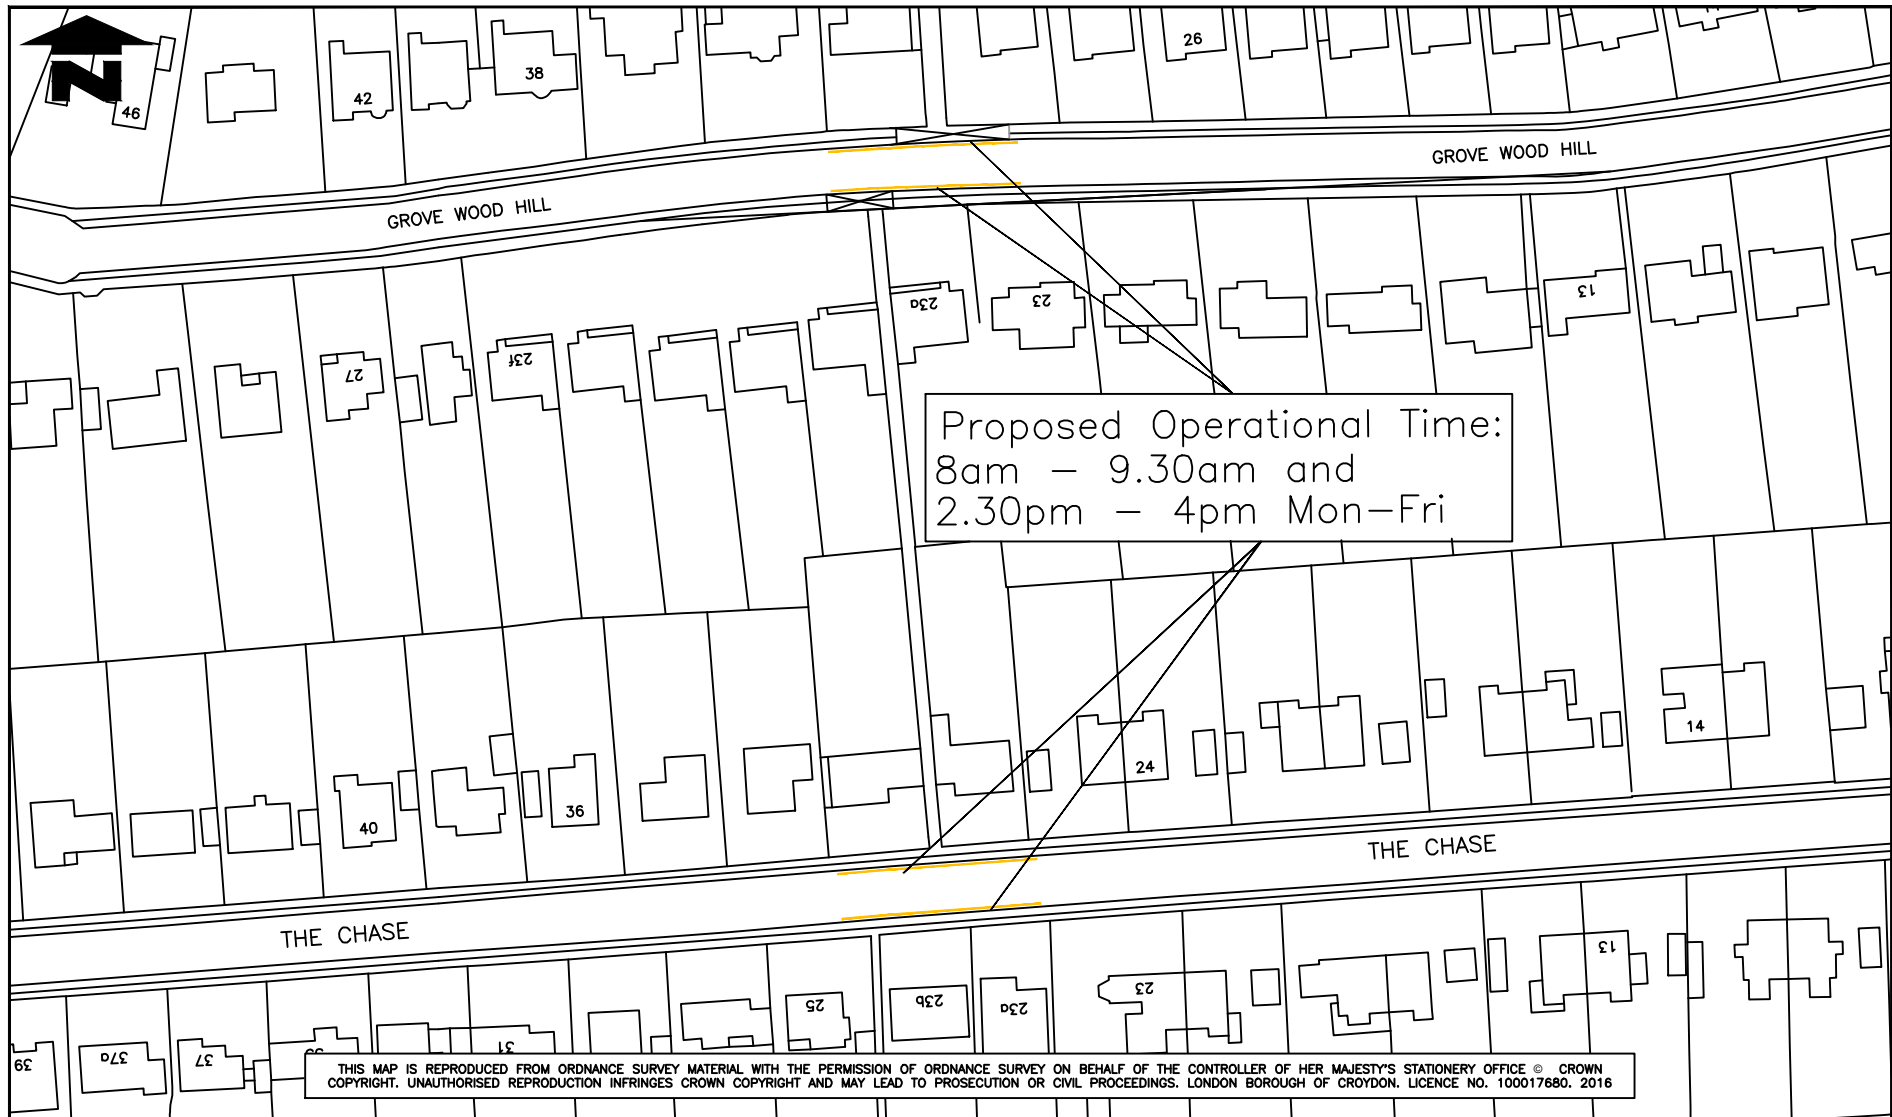 26
38
42
46
N
GROVE WOOD HILL
GROVE WOOD HILL
23a
23
13
27
23f
Proposed Operational Time:
8am - 9.30am and
2.30pm - 4pm Mon-Fri
14
24
36
40
THE CHASE
THE CHASE
13
23
25
23b
23a
39
37a
37
31
THIS MAP IS REPRODUCED FROM ORDNANCE SURVEY MATERIAL WITH THE PERMISSION OF ORDNANCE SURVEY ON BEHALF OF THE CONTROLLER OF HER MAJESTY'S STATIONERY OFFICE © CROWN
COPYRIGHT. UNAUTHORISED REPRODUCTION INFRINGES CROWN COPYRIGHT AND MAY LEAD TO PROSECUTION OR CIVIL PROCEEDINGS. LONDON BOROUGH OF CROYDON. LICENCE NO. 100017680. 2016